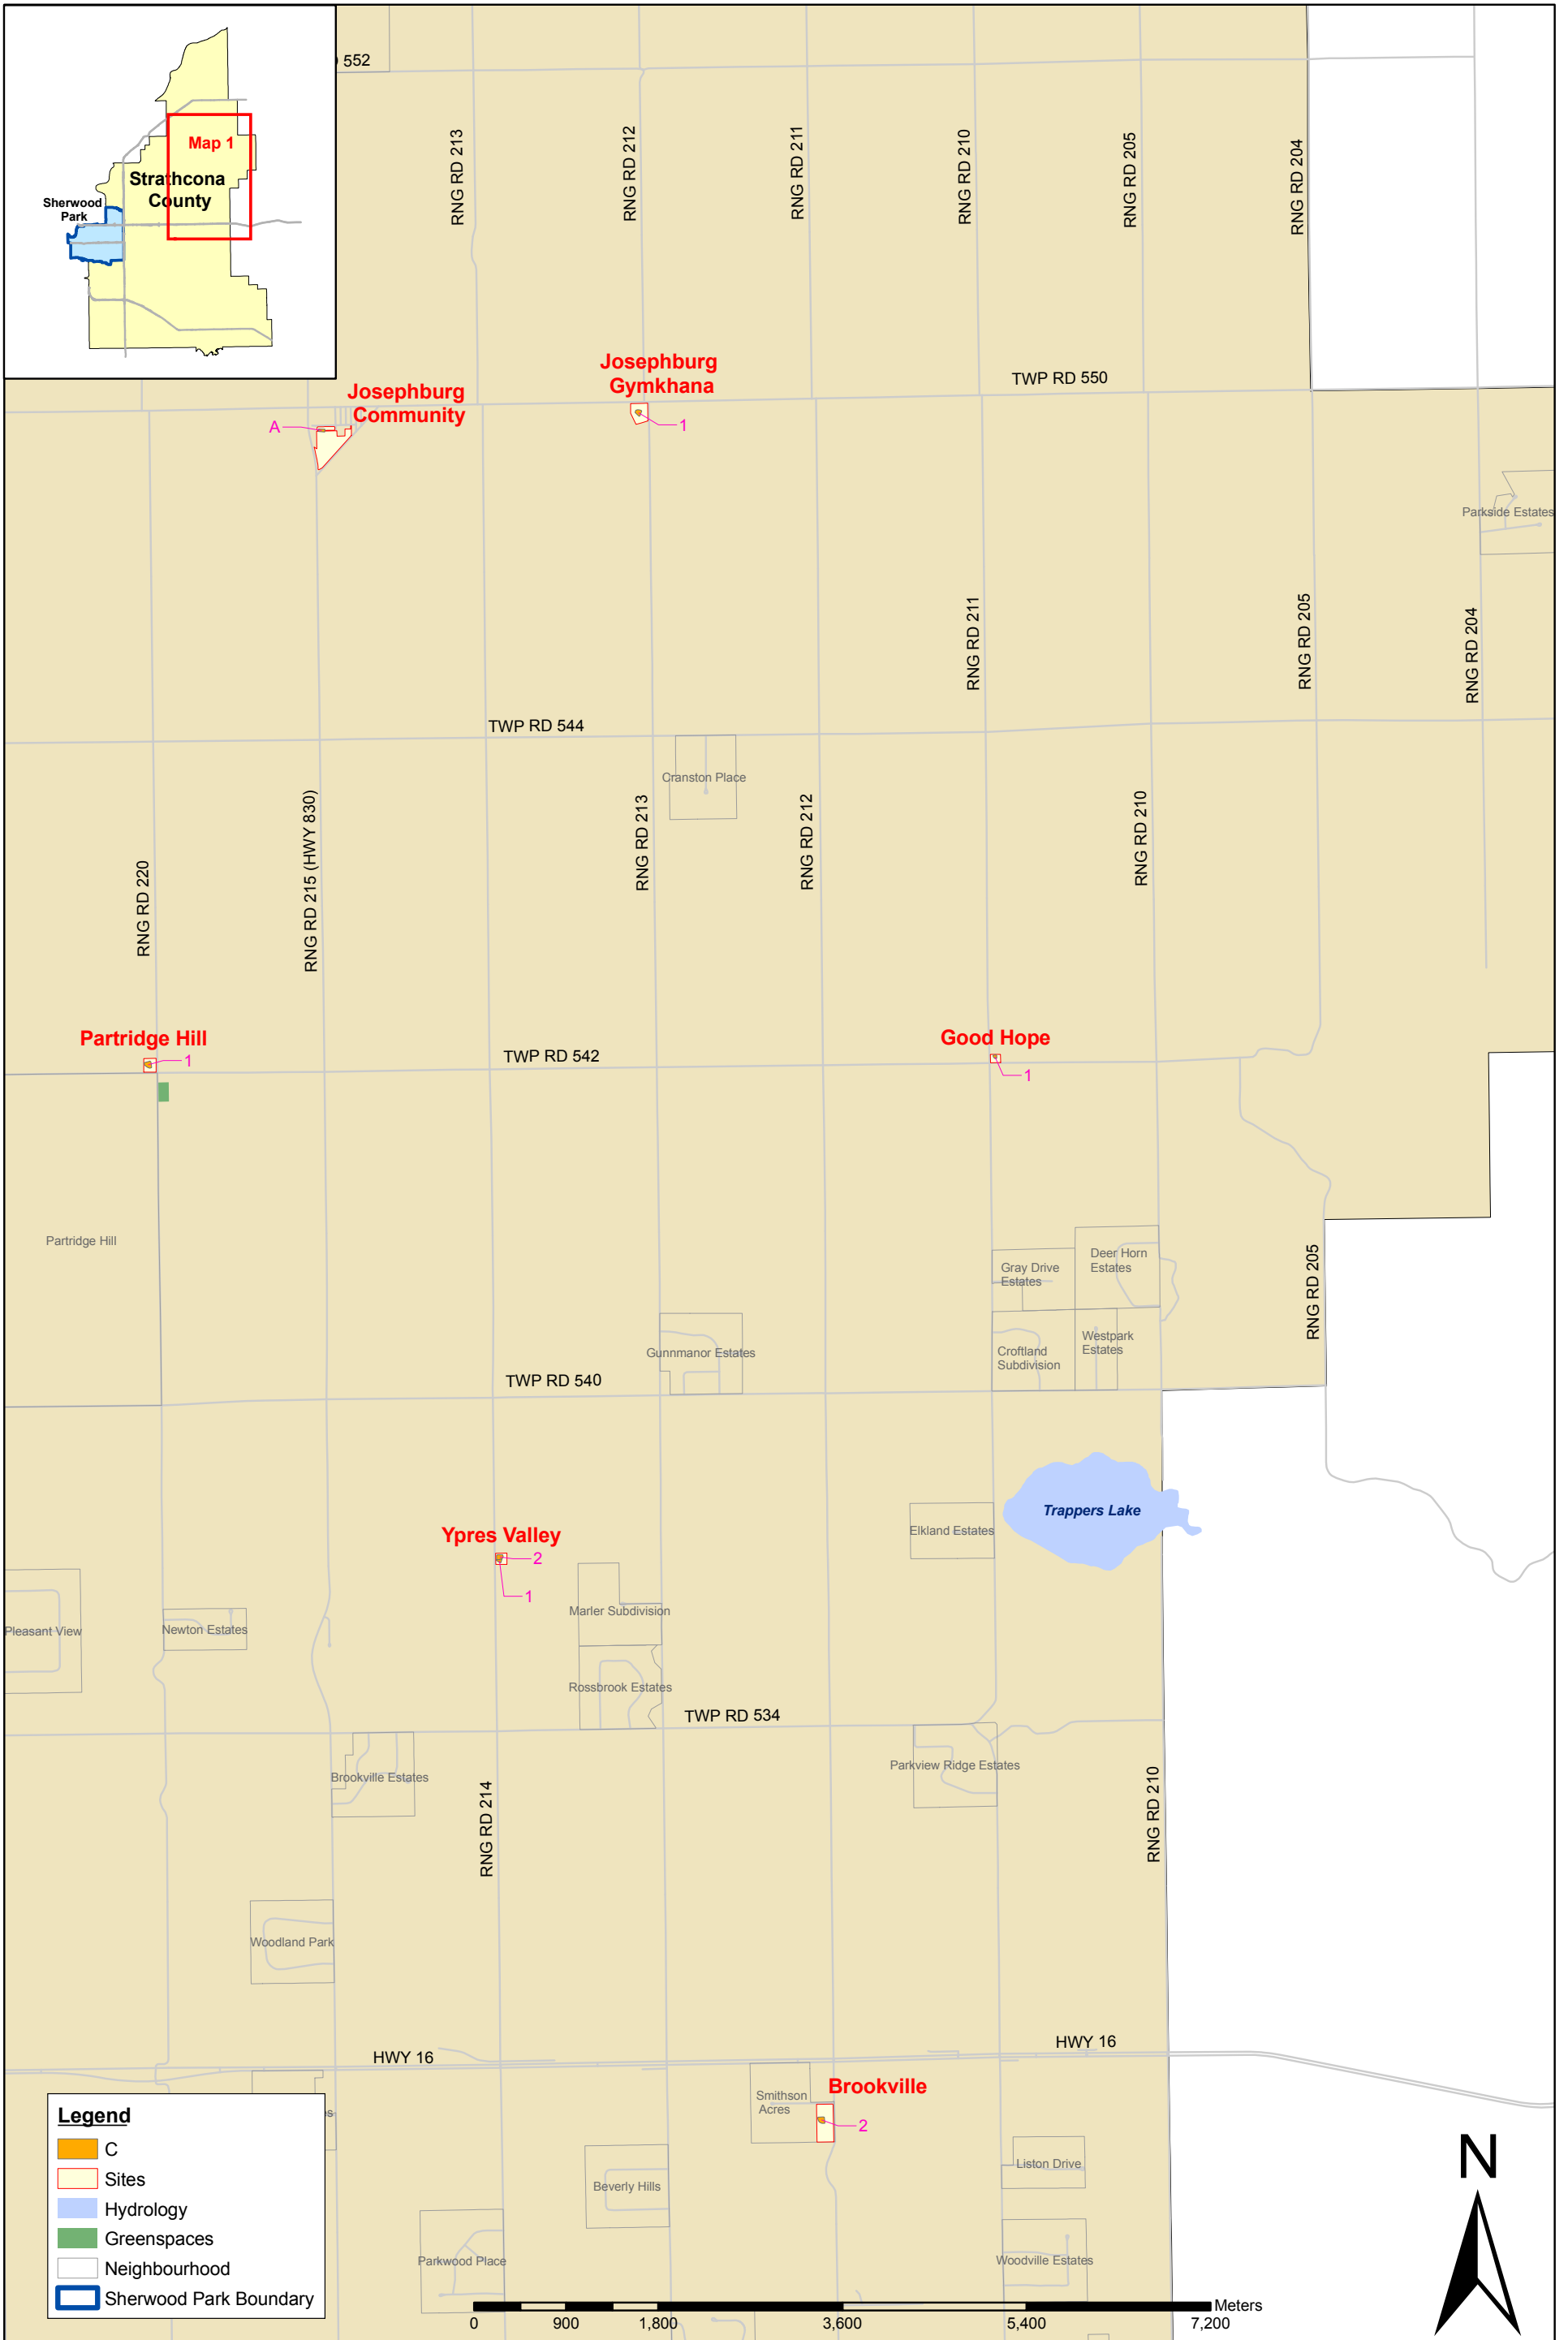 552
Map 1
Strathcona
County
Sherwood
Park
RNG RD 213
RNG RD 212
RNG RD 211
RNG RD 210
RNG RD 205
RNG RD 204
Josephburg
Gymkhana
1
TWP RD 550
Josephburg
Community
A
Parkside Estates
RNG RD 211
RNG RD 205
RNG RD 204
TWP RD 544
Cranston Place
RNG RD 220
RNG RD 215 (HWY 830)
RNG RD 213
RNG RD 212
RNG RD 210
Partridge Hill
1
TWP RD 542
Good Hope
1
Partridge Hill
Gray Drive
Estates
Deer Horn
Estates
RNG RD 205
Gunnmanor Estates
Croftland
Subdivision
Westpark
Estates
TWP RD 540
Trappers Lake
Elkland Estates
Ypres Valley
2
1
Marler Subdivision
Pleasant View
Newton Estates
Rossbrook Estates
TWP RD 534
Brookville Estates
Parkview Ridge Estates
RNG RD 214
RNG RD 210
Woodland Park
HWY 16
HWY 16
Smithson
Acres
Brookville
2
Liston Drive
Beverly Hills
Parkwood Place
Woodville Estates
Legend
C
Sites
Hydrology
Greenspaces
Neighbourhood
Sherwood Park Boundary
N
Meters
0 900 1,800 3,600 5,400 7,200